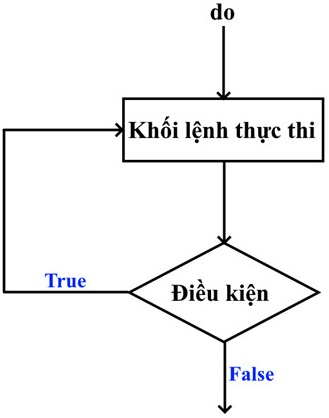 do
Khối lệnh thực thi
Điều kiện
True
False